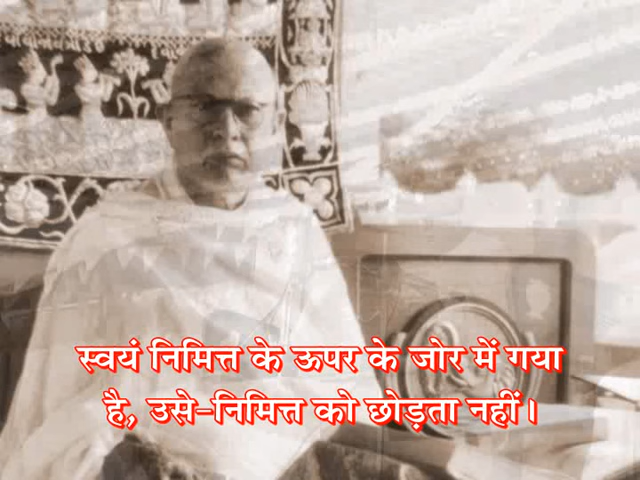 स्वयं निमित्त के ऊपर के जोर में गया
है, उसे-निमित्त को छोड़ता नहीं।